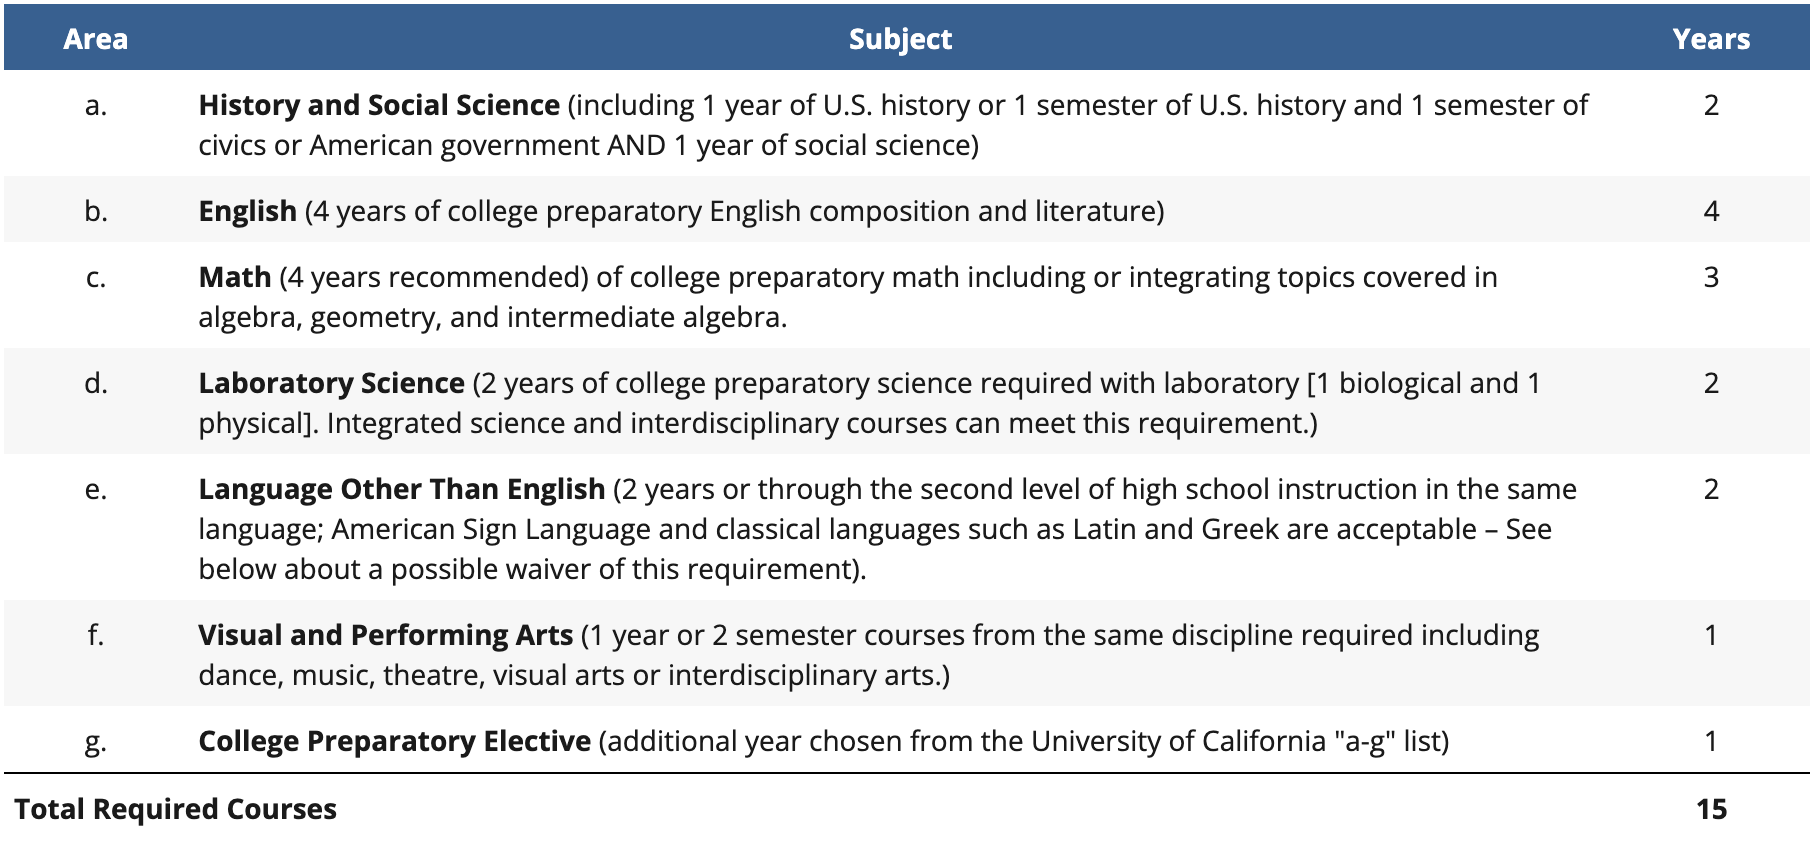 Area Subject Years
a. History and Social Science (including 1 year of U.S. history or 1 semester of U.S. history and 1 semester of 2
civics or American government AND 1 year of social science)
b. English (4 years of college preparatory English composition and literature) 4
c. Math (4 years recommended) of college preparatory math including or integrating topics covered in 3
algebra, geometry, and intermediate algebra.
d. Laboratory Science (2 years of college preparatory science required with laboratory [1 biological and 1 2
physical]. Integrated science and interdisciplinary courses can meet this requirement.)
e. Language Other Than English (2 years or through the second level of high school instruction in the same 2
language; American Sign Language and classical languages such as Latin and Greek are acceptable – See
below about a possible waiver of this requirement).
f. Visual and Performing Arts (1 year or 2 semester courses from the same discipline required including 1
dance, music, theatre, visual arts or interdisciplinary arts.)
g. College Preparatory Elective (additional year chosen from the University of California "a-g" list) 1
Total Required Courses 15